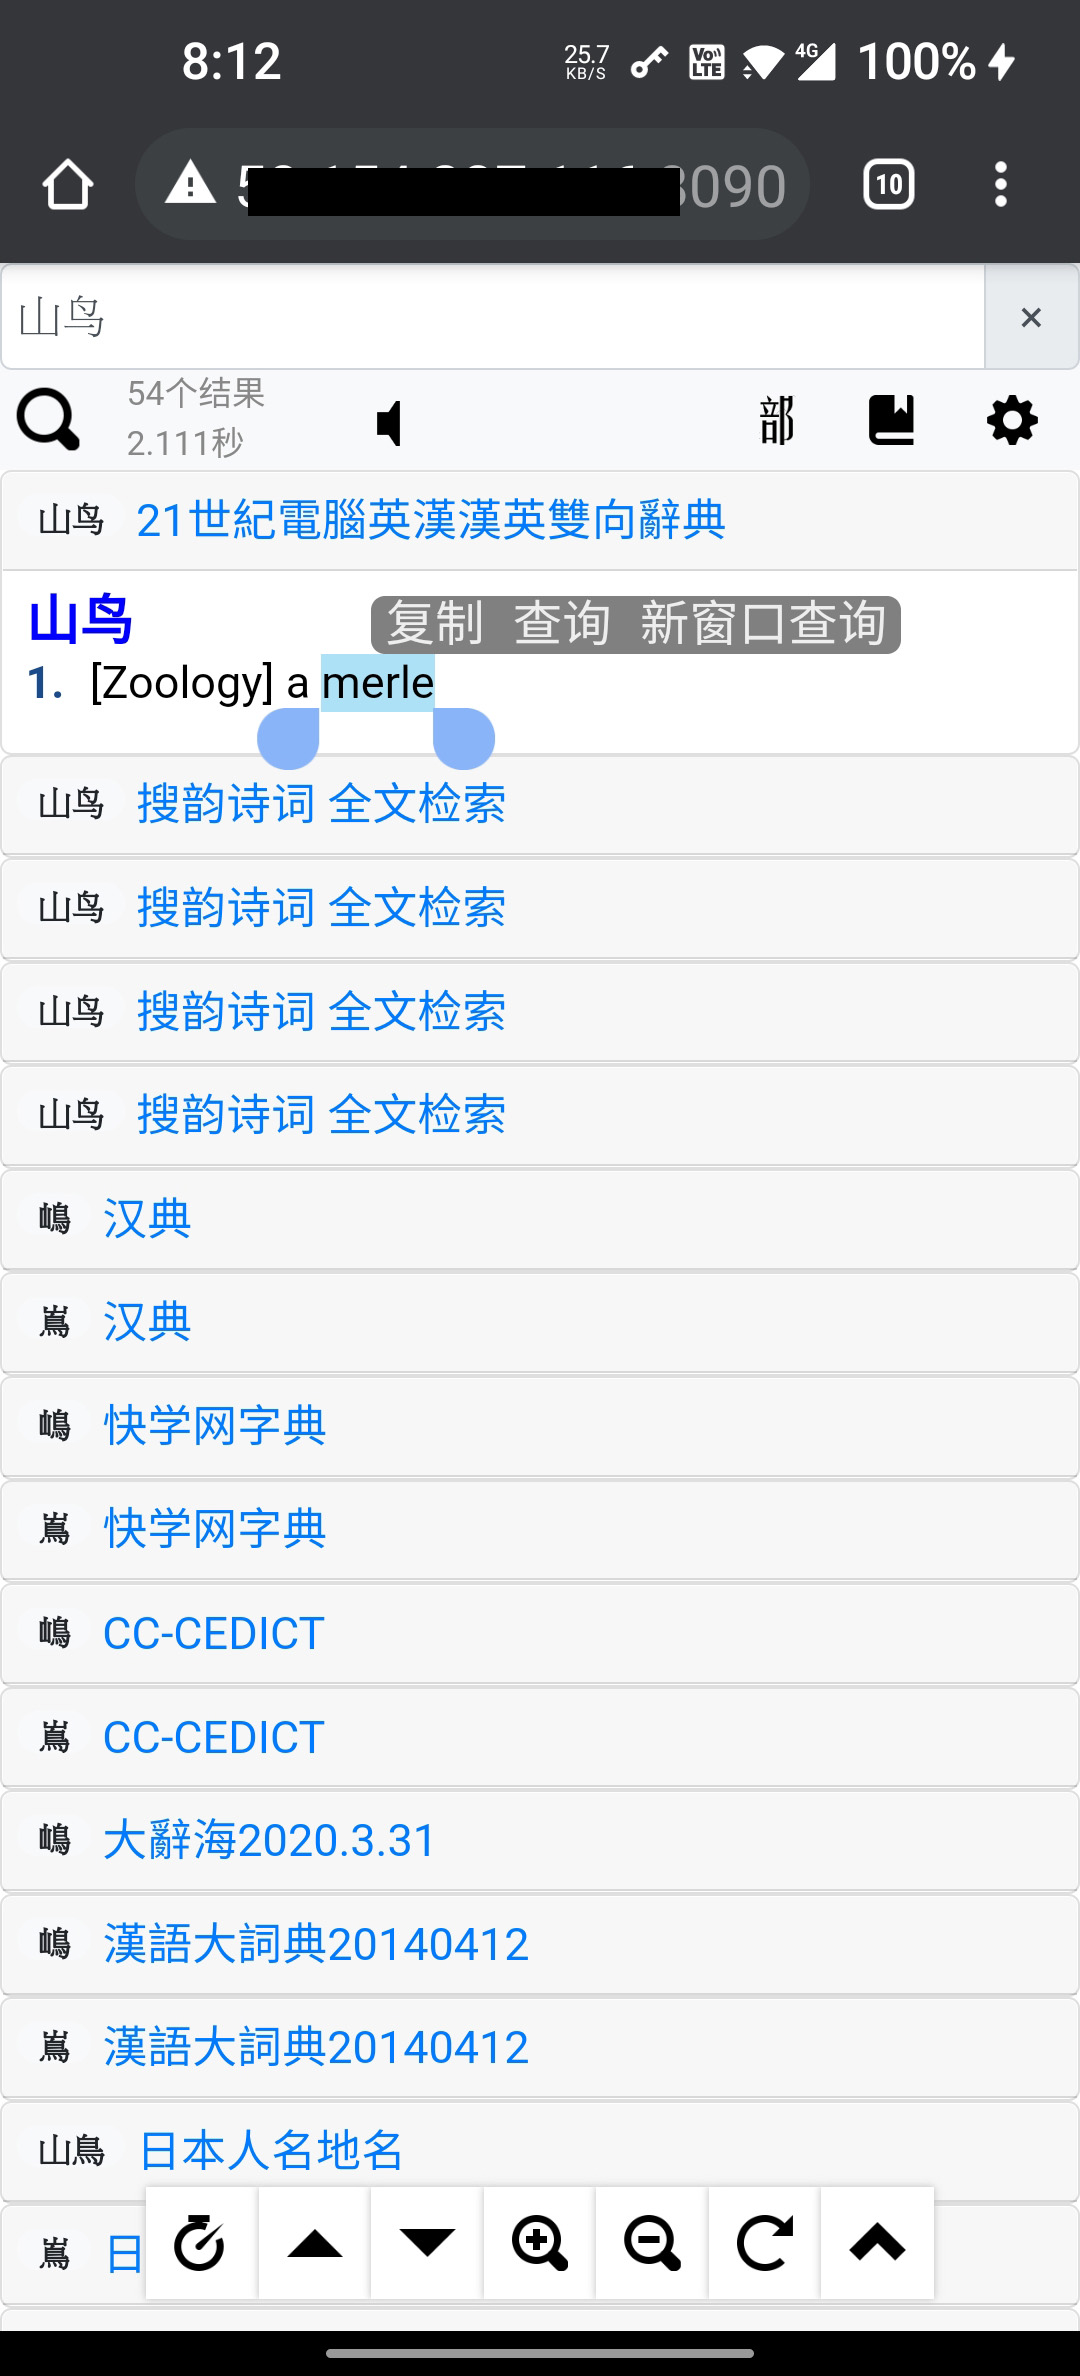 8:12
25.7
KB/S
Vo
LTE
4G
100%
090
10
山鸟
×
54个结果
2.111秒
部
山鸟 21世紀電腦英漢漢英雙向辭典
山鸟
复制 查询 新窗口查询
1. [Zoology] a merle
山鸟 搜韵诗词 全文检索
山鸟 搜韵诗词 全文检索
山鸟 搜韵诗词 全文检索
山鸟 搜韵诗词 全文检索
嵨 汉典
嶌 汉典
嵨 快学网字典
嶌 快学网字典
嵨 CC-CEDICT
嶌 CC-CEDICT
嵨 大辭海2020.3.31
嵨 漢語大詞典20140412
嶌 漢語大詞典20140412
山鳥 日本人名地名
嶌 日